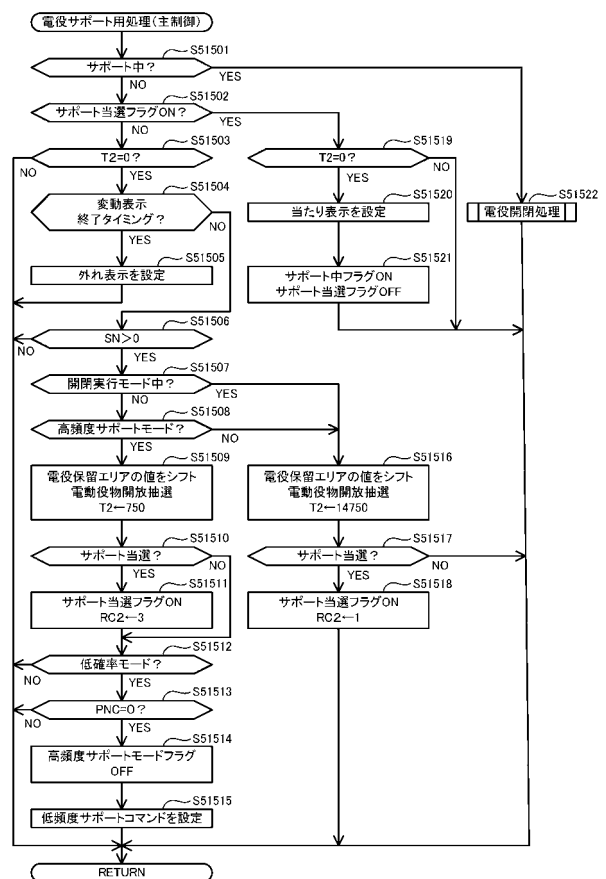 電役サポート用処理(主制御)
S51501
サポート中?
YES
NO
S51502
サポート当選フラグON?
YES
NO
S51503
T2=0?
NO
YES
S51504
変動表示
終了タイミング?
NO
YES
S51505
外れ表示を設定
S51519
T2=0?
NO
YES
S51520
当たり表示を設定
S51521
サポート中フラグON
サポート当選フラグOFF
S51522
電役開閉処理
S51506
SN>0
NO
YES
S51507
開閉実行モード中?
YES
NO
S51508
高頻度サポートモード?
NO
YES
S51509
電役保留エリアの値をシフト
電動役物開放抽選
T2←750
S51516
電役保留エリアの値をシフト
電動役物開放抽選
T2←14750
S51510
サポート当選?
NO
YES
S51511
サポート当選フラグON
RC2←3
S51517
サポート当選?
NO
YES
S51518
サポート当選フラグON
RC2←1
S51512
低確率モード?
NO
YES
S51513
PNC=0?
NO
YES
S51514
高頻度サポートモードフラグ
OFF
S51515
低頻度サポートコマンドを設定
RETURN